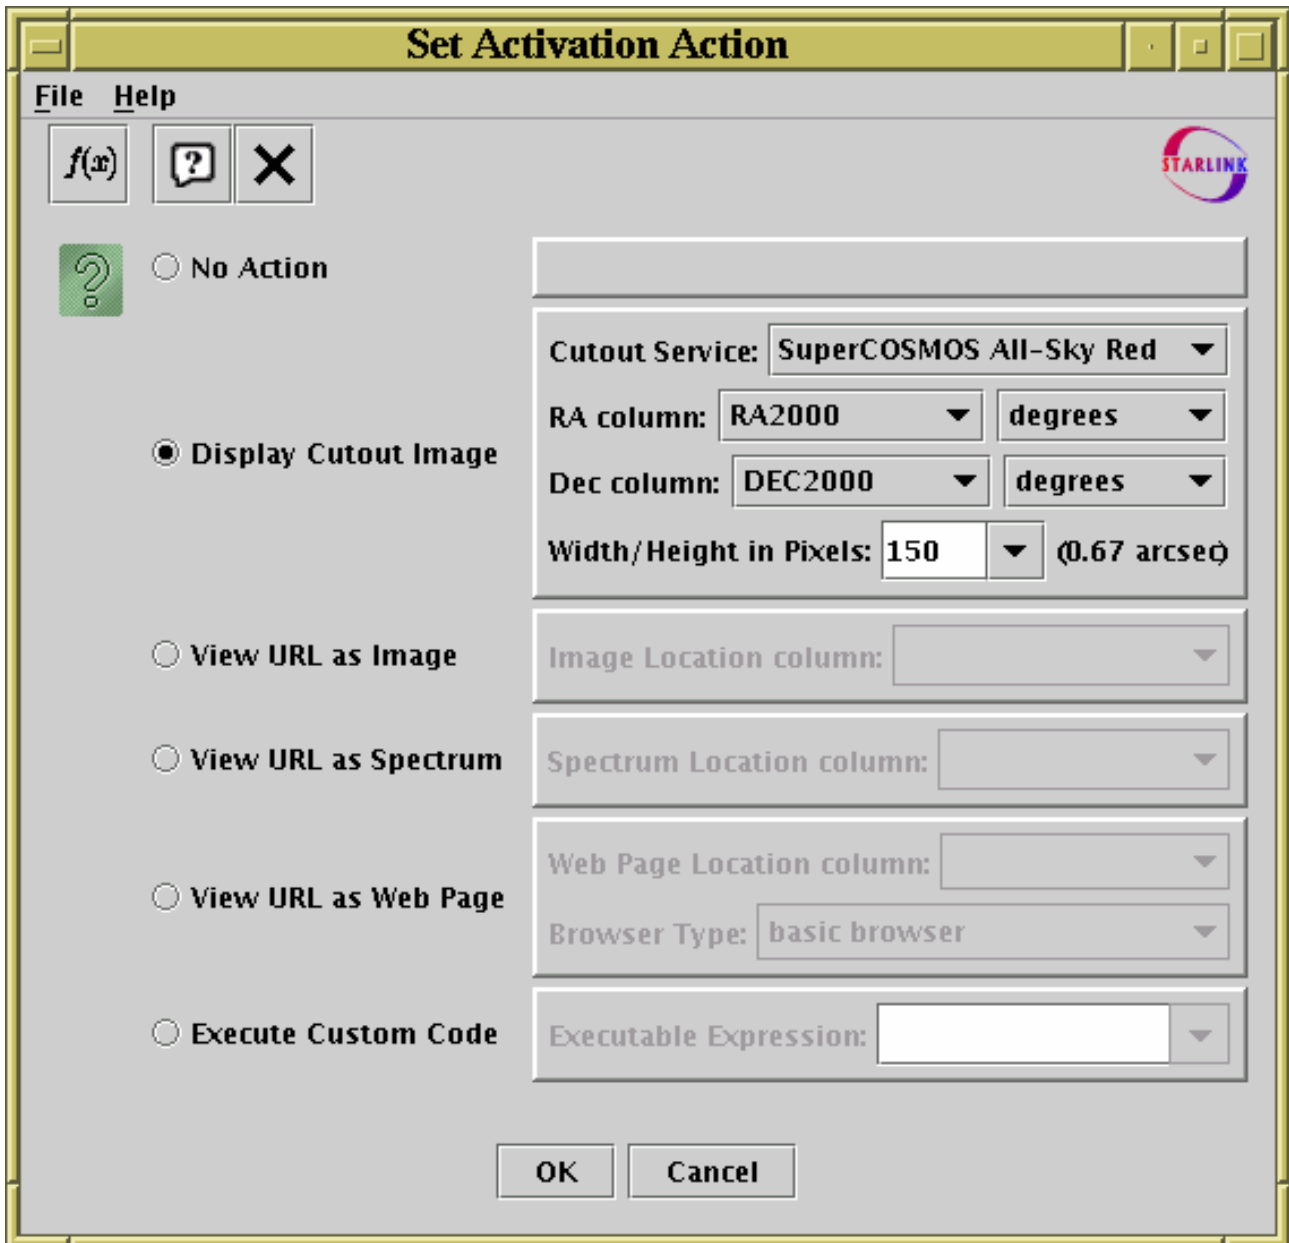 Set Activation Action
File Help
f(x) ?
STARLINK
?
No Action
Cutout Service: SuperCOSMOS All-Sky Red
RA column: RA2000 degrees
Display Cutout Image
Dec column: DEC2000 degrees
Width/Height in Pixels: 150 (0.67 arcsec)
View URL as Image Image Location column:
View URL as Spectrum Spectrum Location column:
Web Page Location column:
View URL as Web Page
Browser Type: basic browser
Execute Custom Code Executable Expression:
OK Cancel